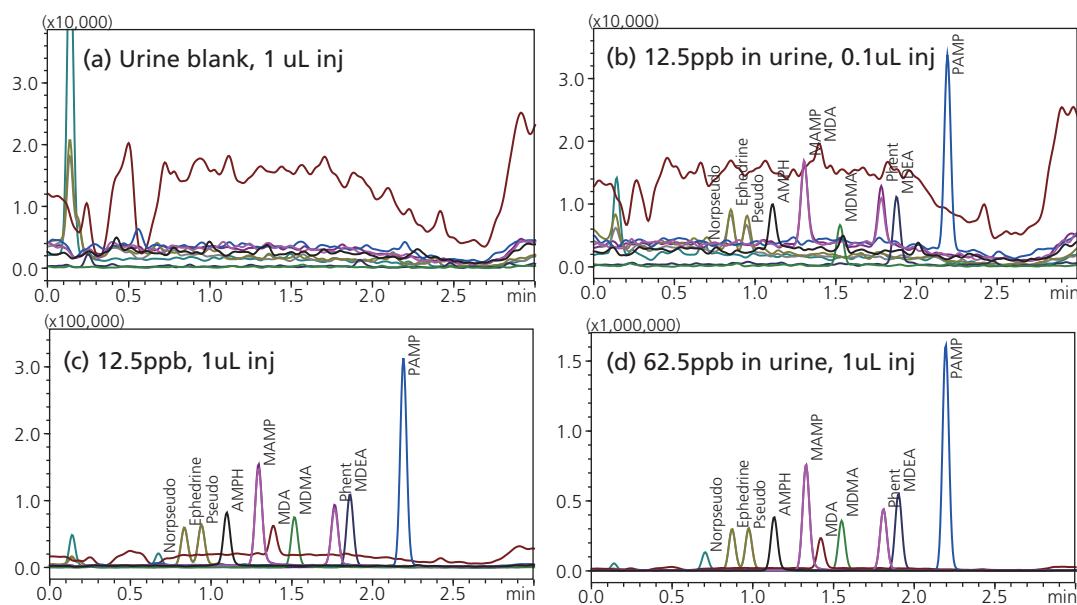 (x10,000)
(a) Urine blank, 1 uL inj
3.0
2.0
1.0
0.0
0.0 0.5 1.0 1.5 2.0 2.5 min
(x10,000)
(b) 12.5ppb in urine, 0.1uL inj
3.0
2.0
1.0
0.0
Norpseudo
Ephedrine
Pseudo
AMPH
MAMP
MDA
MDMA
Phent
MDEA
PAMP
0.0 0.5 1.0 1.5 2.0 2.5 min
(x100,000)
(c) 12.5ppb, 1uL inj
3.0
2.0
1.0
0.0
Norpseudo
Ephedrine
Pseudo
AMPH
MAMP
MDA
MDMA
Phent
MDEA
PAMP
0.0 0.5 1.0 1.5 2.0 2.5 min
(x1,000,000)
(d) 62.5ppb in urine, 1uL inj
1.5
1.0
0.5
0.0
Norpseudo
Ephedrine
Pseudo
AMPH
MAMP
MDA
MDMA
Phent
MDEA
PAMP
0.0 0.5 1.0 1.5 2.0 2.5 min